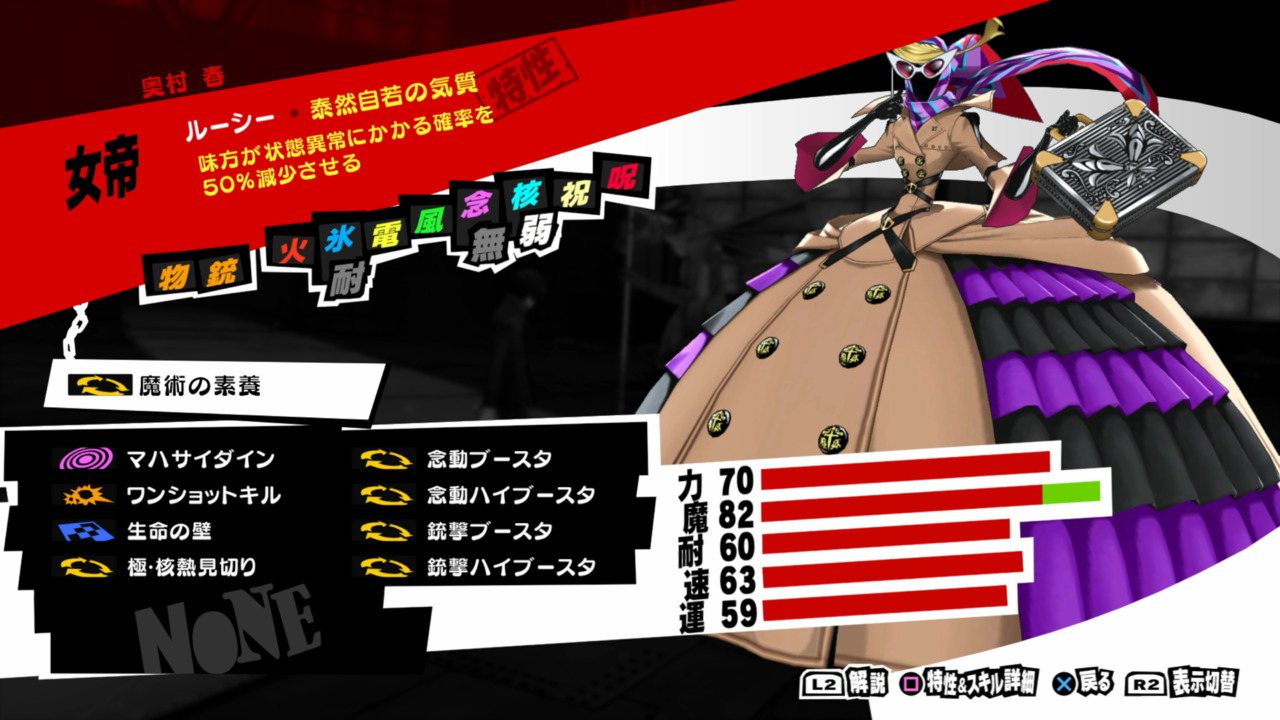 奥村 春
特性
女帝
ルーシー・泰然自若の気質
味方が状態異常にかかる確率を
50%減少させる
物 銃 火 氷 電 風 念 核 祝 呪
耐 無 弱
魔術の素養
マハサイダイン 念動ブースタ
ワンショットキル 念動ハイブースタ
生命の壁 銃撃ブースタ
極・核熱見切り 銃撃ハイブースタ
NONE
力 70
魔 82
耐 60
速 63
運 59
L2 解説 特性&スキル詳細 戻る R2 表示切替